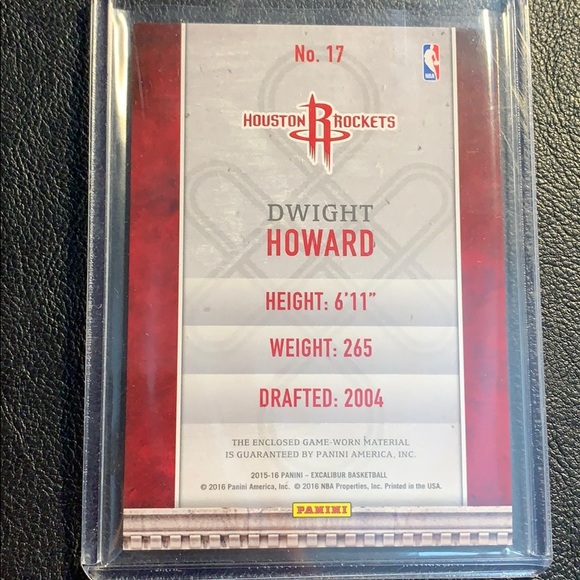 No. 17
NBA
HOUSTON ROCKETS
DWIGHT
HOWARD
HEIGHT: 6'11"
WEIGHT: 265
DRAFTED: 2004
THE ENCLOSED GAME-WORN MATERIAL
IS GUARANTEED BY PANINI AMERICA, INC.
2015-16 PANINI – EXCALIBUR BASKETBALL
© 2016 Panini America, Inc. © 2016 NBA Properties, Inc. Printed in the USA.
PANINI